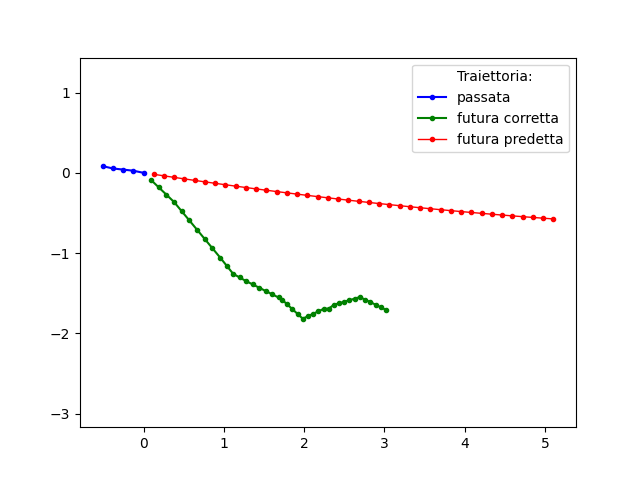 Traiettoria:
passata
futura corretta
futura predetta
1
0
−1
−2
−3
0 1 2 3 4 5